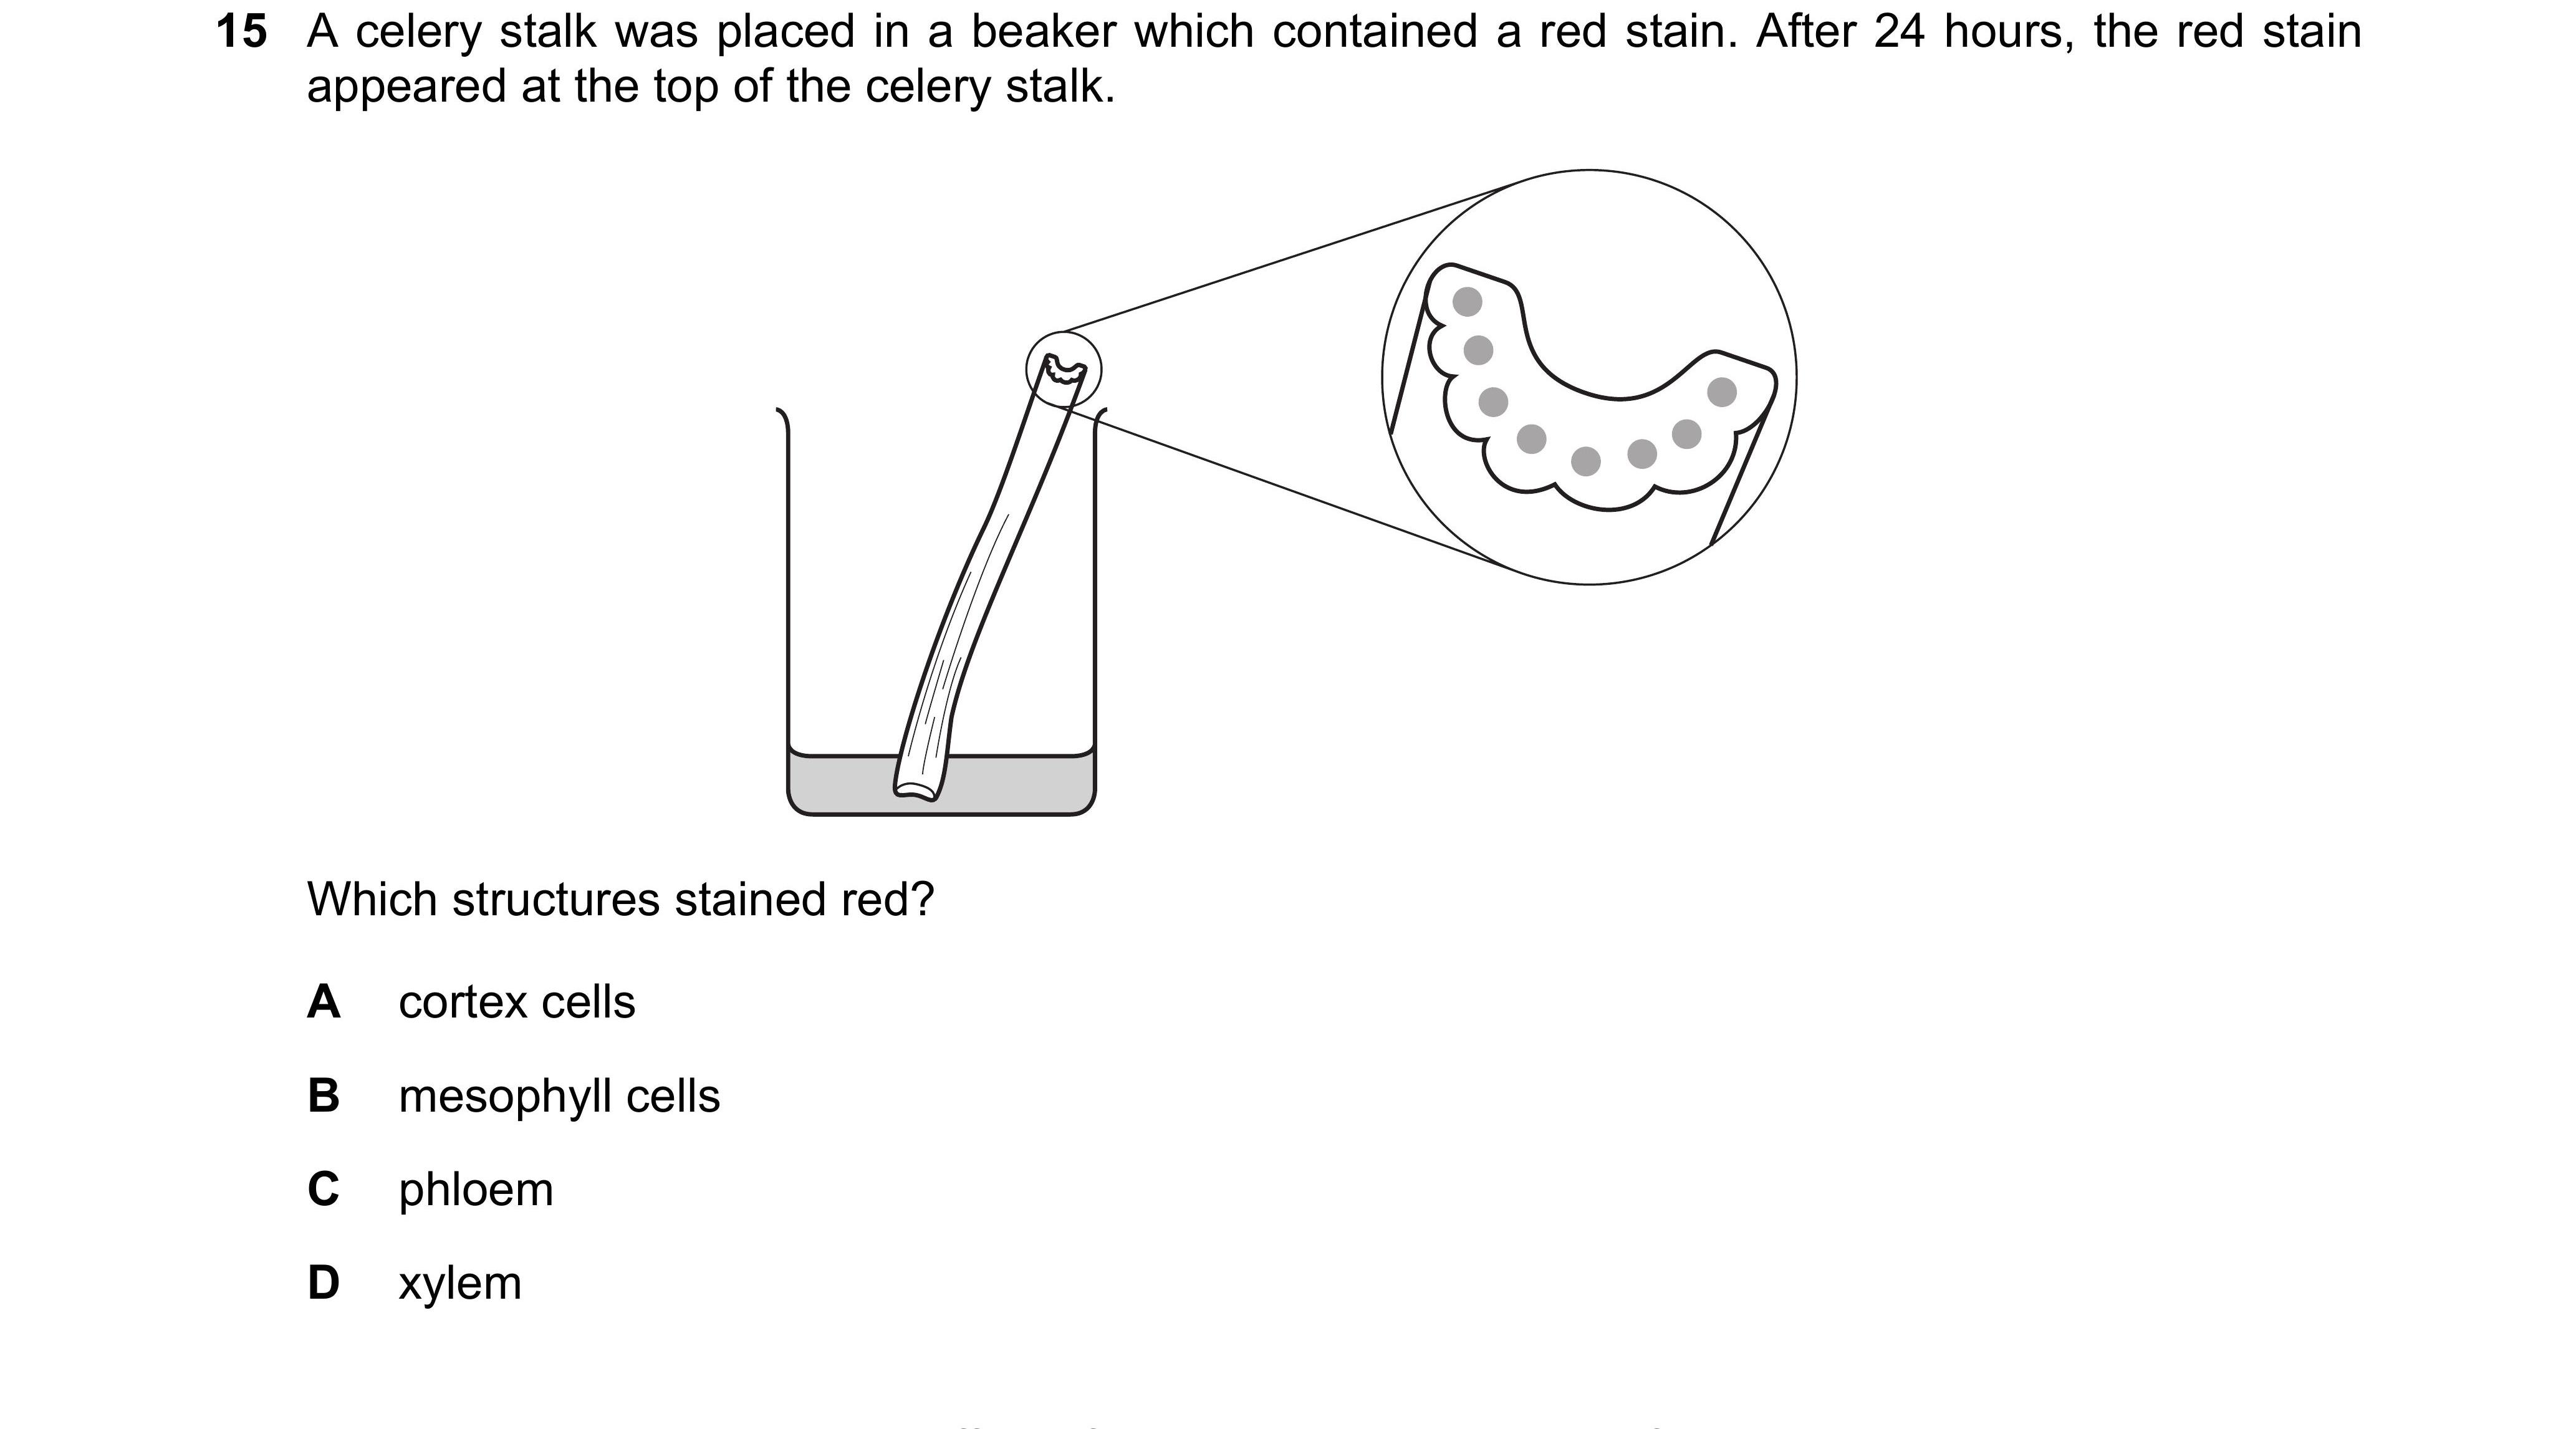 15 A celery stalk was placed in a beaker which contained a red stain. After 24 hours, the red stain
appeared at the top of the celery stalk.
Which structures stained red?
A cortex cells
B mesophyll cells
C phloem
D xylem